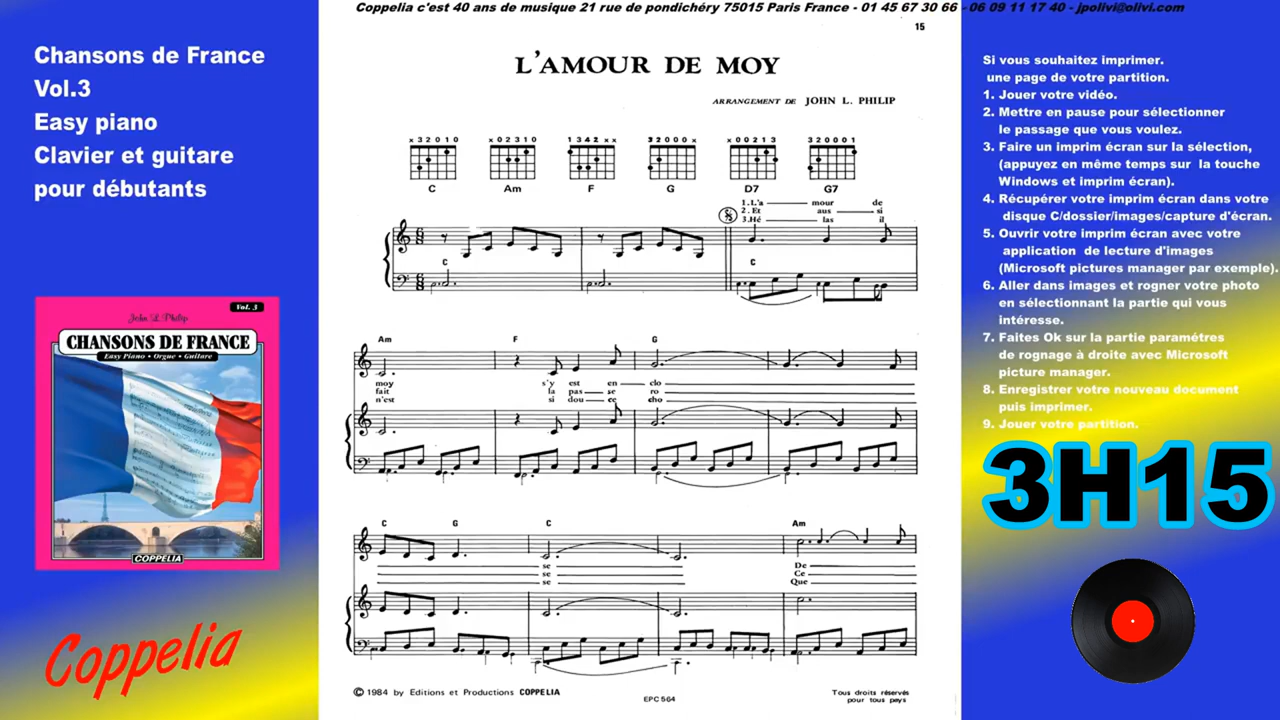 Coppelia c'est 40 ans de musique 21 rue de pondichéry 75015 Paris France - 01 45 67 30 66 - 06 09 11 17 40 - jpolivi@olivi.com
Chansons de France
Vol.3
Easy piano
Clavier et guitare
pour débutants
Vol. 3
John L. Philip
CHANSONS DE FRANCE
Easy Piano • Orgue • Guitare
COPPELIA
Coppelia
15
L'AMOUR DE MOY
ARRANGEMENT DE JOHN L. PHILIP
x32010 x02310 1342xx 32000x x00213 320001
C Am F G D7 G7
1.L'a mour de
2.Et aus si
3.Hé las il
C C
Am F G
moy s'y est en clo
fait la pas se ro
n'est si dou ce cho
C G C Am
se De
se Ce
se Que
© 1984 by Editions et Productions COPPELIA
EPC 564
Tous droits réservés
pour tous pays
Si vous souhaitez imprimer.
une page de votre partition.
1. Jouer votre vidéo.
2. Mettre en pause pour sélectionner
le passage que vous voulez.
3. Faire un imprim écran sur la sélection,
(appuyez en même temps sur la touche
Windows et imprim écran).
4. Récupérer votre imprim écran dans votre
disque C/dossier/images/capture d'écran.
5. Ouvrir votre imprim écran avec votre
application de lecture d'images
(Microsoft pictures manager par exemple).
6. Aller dans images et rogner votre photo
en sélectionnant la partie qui vous
intéresse.
7. Faites Ok sur la partie paramétres
de rognage à droite avec Microsoft
picture manager.
8. Enregistrer votre nouveau document
puis imprimer.
9. Jouer votre partition.
3H15